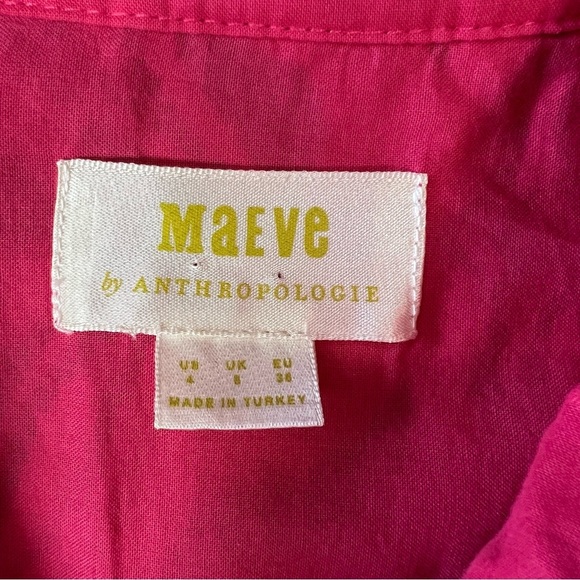 MaEVe
by ANTHROPOLOGIE
US UK EU
4 8 36
MADE IN TURKEY